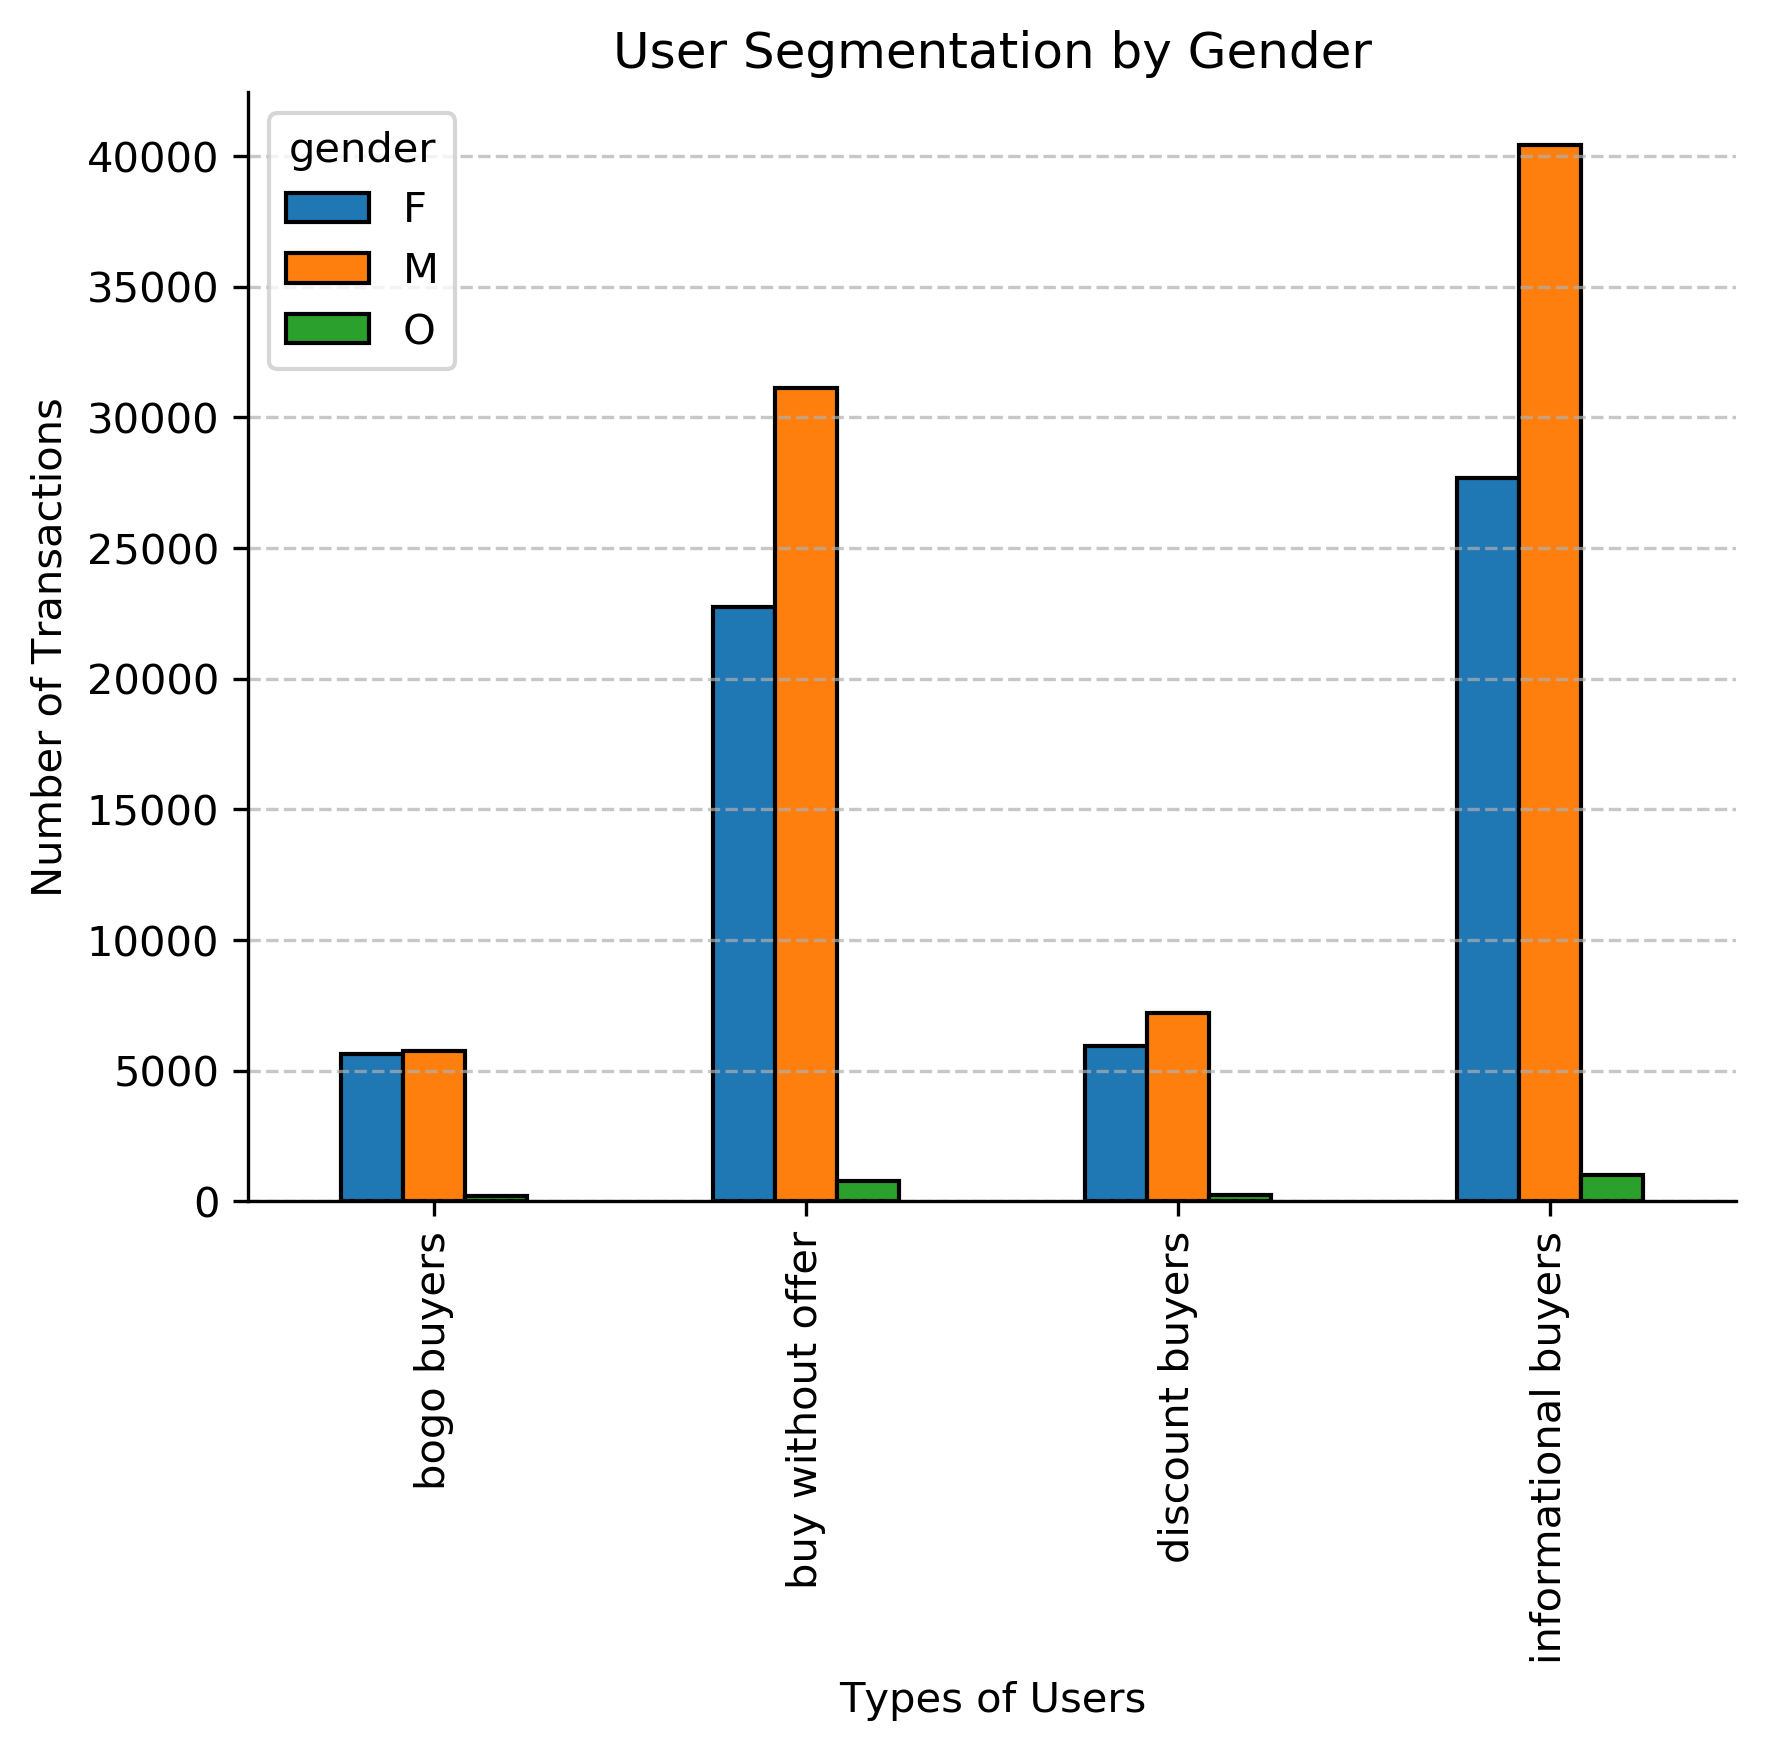 User Segmentation by Gender
gender
F
M
O
40000
35000
30000
25000
20000
15000
10000
5000
0
Number of Transactions
bogo buyers
buy without offer
discount buyers
informational buyers
Types of Users